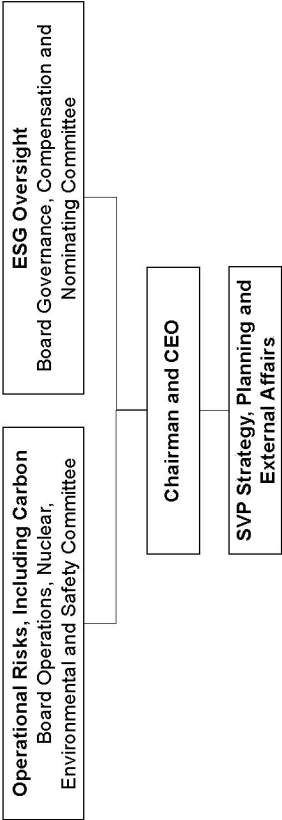 Operational Risks, Including Carbon
Board Operations, Nuclear,
Environmental and Safety Committee
ESG Oversight
Board Governance, Compensation and
Nominating Committee
Chairman and CEO
SVP Strategy, Planning and
External Affairs